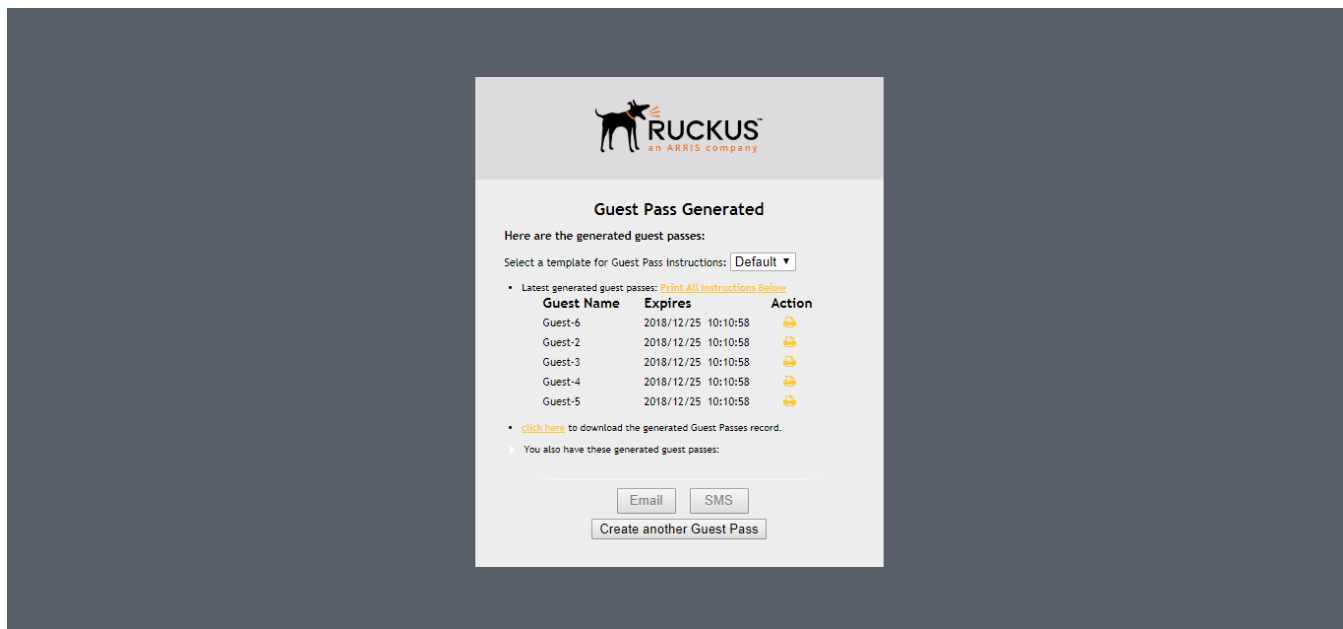 RUCKUS™
an ARRIS company
Guest Pass Generated
Here are the generated guest passes:
Select a template for Guest Pass instructions: Default
• Latest generated guest passes: Print All Instructions Below
Guest Name Expires Action
Guest-6 2018/12/25 10:10:58
Guest-2 2018/12/25 10:10:58
Guest-3 2018/12/25 10:10:58
Guest-4 2018/12/25 10:10:58
Guest-5 2018/12/25 10:10:58
• click here to download the generated Guest Passes record.
You also have these generated guest passes:
Email SMS
Create another Guest Pass